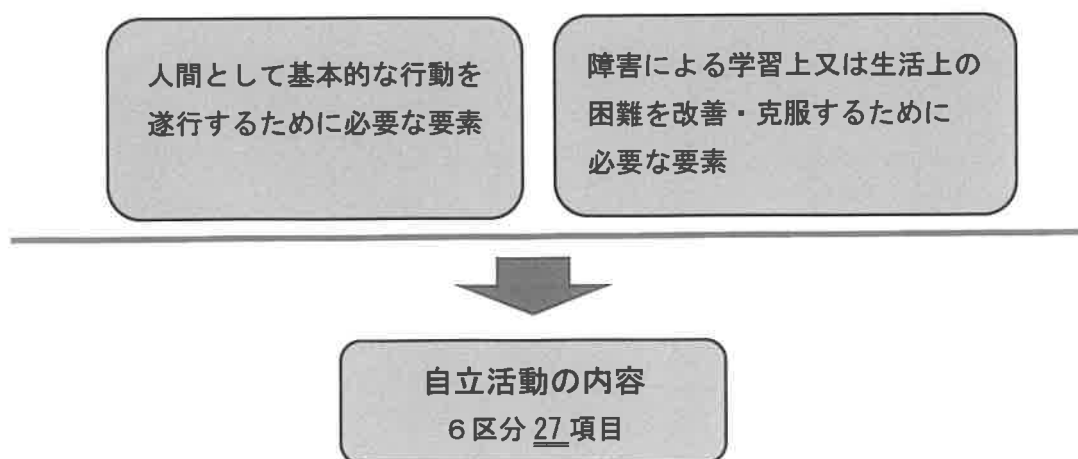 人間として基本的な行動を
遂行するために必要な要素
障害による学習上又は生活上の
困難を改善・克服するために
必要な要素
自立活動の内容
6区分 27項目